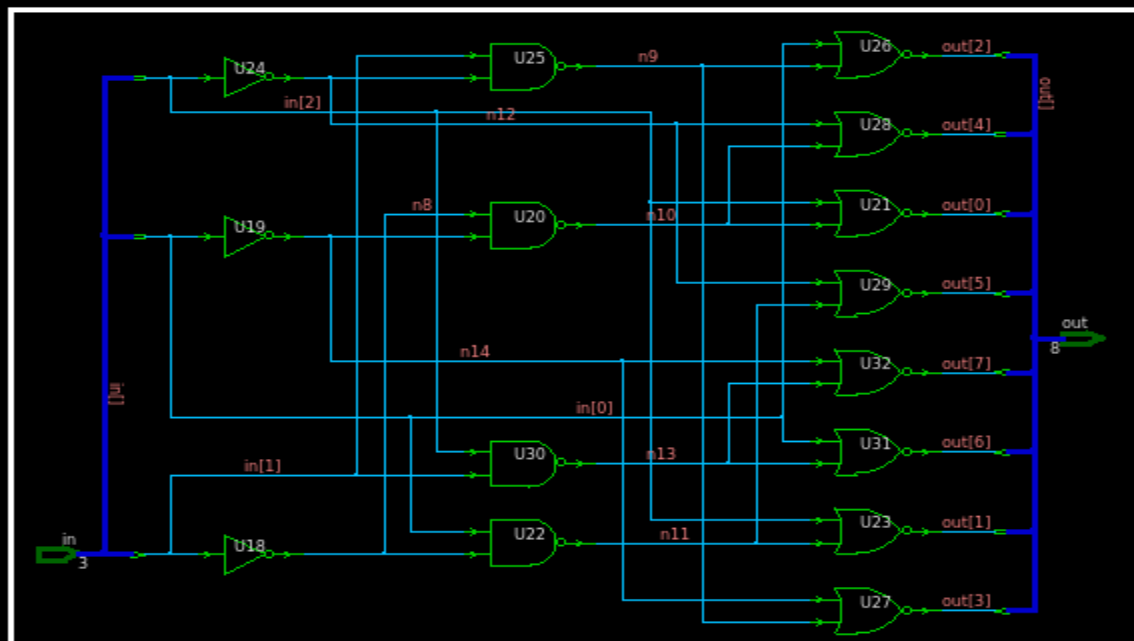 U24
U25
n9
U26
out[2]
out[]
in[2]
n12
U28
out[4]
U19
n8
U20
n10
U21
out[0]
U29
out[5]
out
8
n14
U32
out[7]
in[]
in[0]
in[1]
U30
n13
U31
out[6]
in
3
U18
U22
n11
U23
out[1]
U27
out[3]